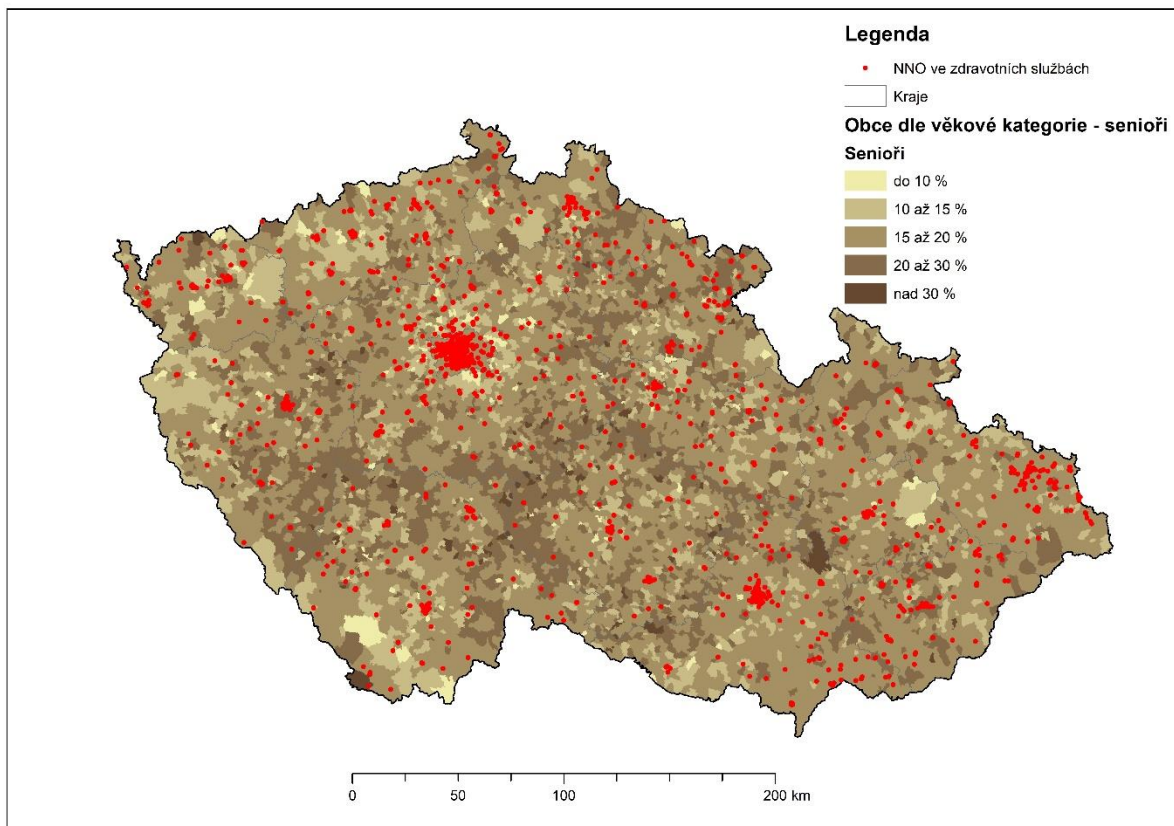 Legenda
NNO ve zdravotních službách
Kraje
Obce dle věkové kategorie - senioři
Senioři
do 10 %
10 až 15 %
15 až 20 %
20 až 30 %
nad 30 %
0 50 100 200 km